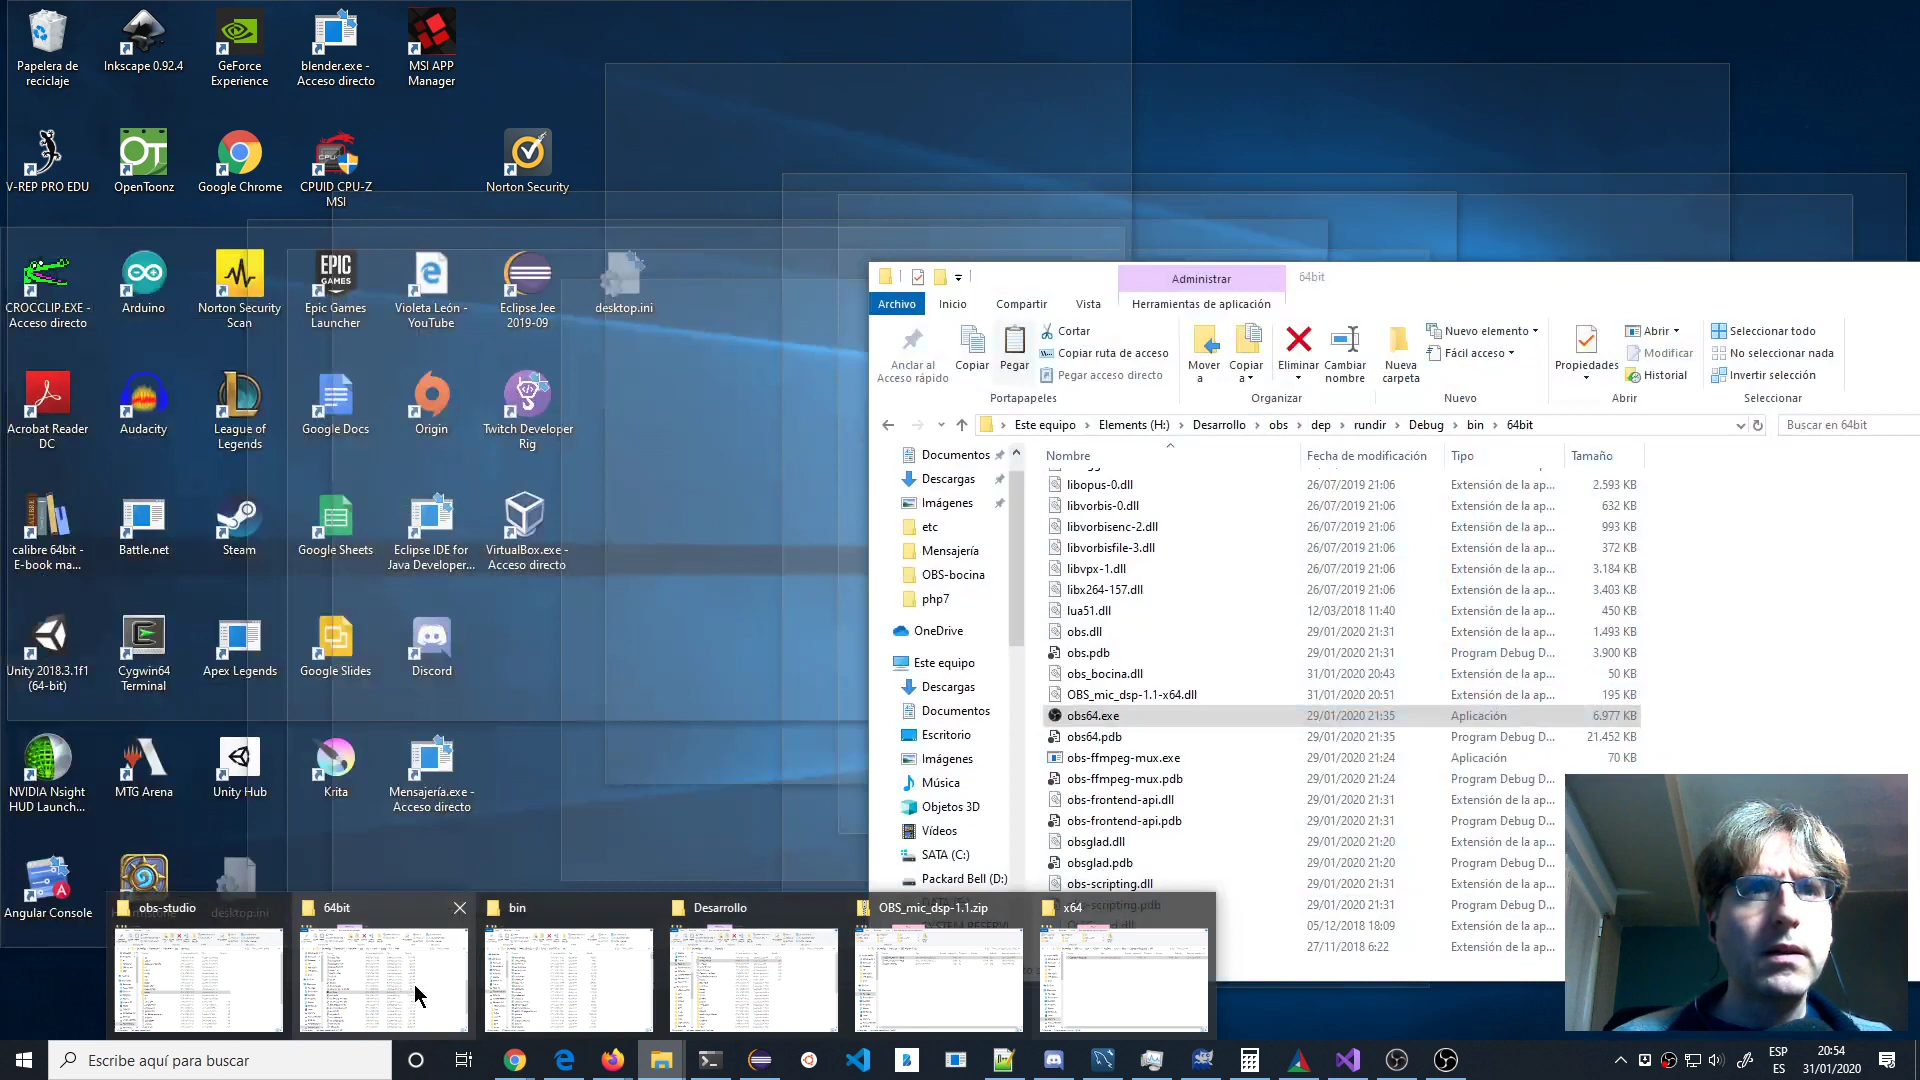 Papelera de
reciclaje
Inkscape 0.92.4
GeForce
Experience
blender.exe -
Acceso directo
MSI APP
Manager
V-REP PRO EDU
OpenToonz
Google Chrome
CPUID CPU-Z
MSI
Norton Security
CROCCLIP.EXE -
Acceso directo
Arduino
Norton Security
Scan
Epic Games
Launcher
Violeta León -
YouTube
Eclipse Jee
2019-09
desktop.ini
Acrobat Reader
DC
Audacity
League of
Legends
Google Docs
Origin
Twitch Developer
Rig
calibre 64bit -
E-book ma...
Battle.net
Steam
Google Sheets
Eclipse IDE for
Java Developer...
VirtualBox.exe -
Acceso directo
Unity 2018.3.1f1
(64-bit)
Cygwin64
Terminal
Apex Legends
Google Slides
Discord
NVIDIA Nsight
HUD Launch...
MTG Arena
Unity Hub
Krita
Mensajería.exe -
Acceso directo
Angular Console
desktop.ini
Administrar
64bit
Archivo
Inicio
Compartir
Vista
Herramientas de aplicación
Anclar al
Acceso rápido
Copiar
Pegar
Cortar
Copiar ruta de acceso
Pegar acceso directo
Portapapeles
Mover
a
Copiar
a
Eliminar
Cambiar
nombre
Organizar
Nueva
carpeta
Nuevo elemento
Fácil acceso
Nuevo
Propiedades
Abrir
Modificar
Historial
Abrir
Seleccionar todo
No seleccionar nada
Invertir selección
Seleccionar
Este equipo > Elements (H:) > Desarrollo > obs > dep > rundir > Debug > bin > 64bit
Buscar en 64bit
Documentos
Descargas
Imágenes
etc
Mensajería
OBS-bocina
php7
OneDrive
Este equipo
Descargas
Documentos
Escritorio
Imágenes
Música
Objetos 3D
Vídeos
SATA (C:)
Packard Bell (D:)
Nombre Fecha de modificación Tipo Tamaño
libopus-0.dll 26/07/2019 21:06 Extensión de la ap... 2.593 KB
libvorbis-0.dll 26/07/2019 21:06 Extensión de la ap... 632 KB
libvorbisenc-2.dll 26/07/2019 21:06 Extensión de la ap... 993 KB
libvorbisfile-3.dll 26/07/2019 21:06 Extensión de la ap... 372 KB
libvpx-1.dll 26/07/2019 21:06 Extensión de la ap... 3.184 KB
libx264-157.dll 26/07/2019 21:06 Extensión de la ap... 3.403 KB
lua51.dll 12/03/2018 11:40 Extensión de la ap... 450 KB
obs.dll 29/01/2020 21:31 Extensión de la ap... 1.493 KB
obs.pdb 29/01/2020 21:31 Program Debug D... 3.900 KB
obs_bocina.dll 31/01/2020 20:43 Extensión de la ap... 50 KB
OBS_mic_dsp-1.1-x64.dll 31/01/2020 20:51 Extensión de la ap... 195 KB
obs64.exe 29/01/2020 21:35 Aplicación 6.977 KB
obs64.pdb 29/01/2020 21:35 Program Debug D... 21.452 KB
obs-ffmpeg-mux.exe 29/01/2020 21:24 Aplicación 70 KB
obs-ffmpeg-mux.pdb 29/01/2020 21:24 Program Debug D...
obs-frontend-api.dll 29/01/2020 21:31 Extensión de la ap...
obs-frontend-api.pdb 29/01/2020 21:31 Program Debug D...
obsglad.dll 29/01/2020 21:20 Extensión de la ap...
obsglad.pdb 29/01/2020 21:20 Program Debug D...
obs-scripting.dll 29/01/2020 21:31 Extensión de la ap...
obs-scripting.pdb 29/01/2020 21:31 Program Debug D...
05/12/2018 18:09 Extensión de la ap...
27/11/2018 6:22 Extensión de la ap...
obs-studio
64bit
bin
Desarrollo
OBS_mic_dsp-1.1.zip
x64
Escribe aquí para buscar
ESP
ES
20:54
31/01/2020